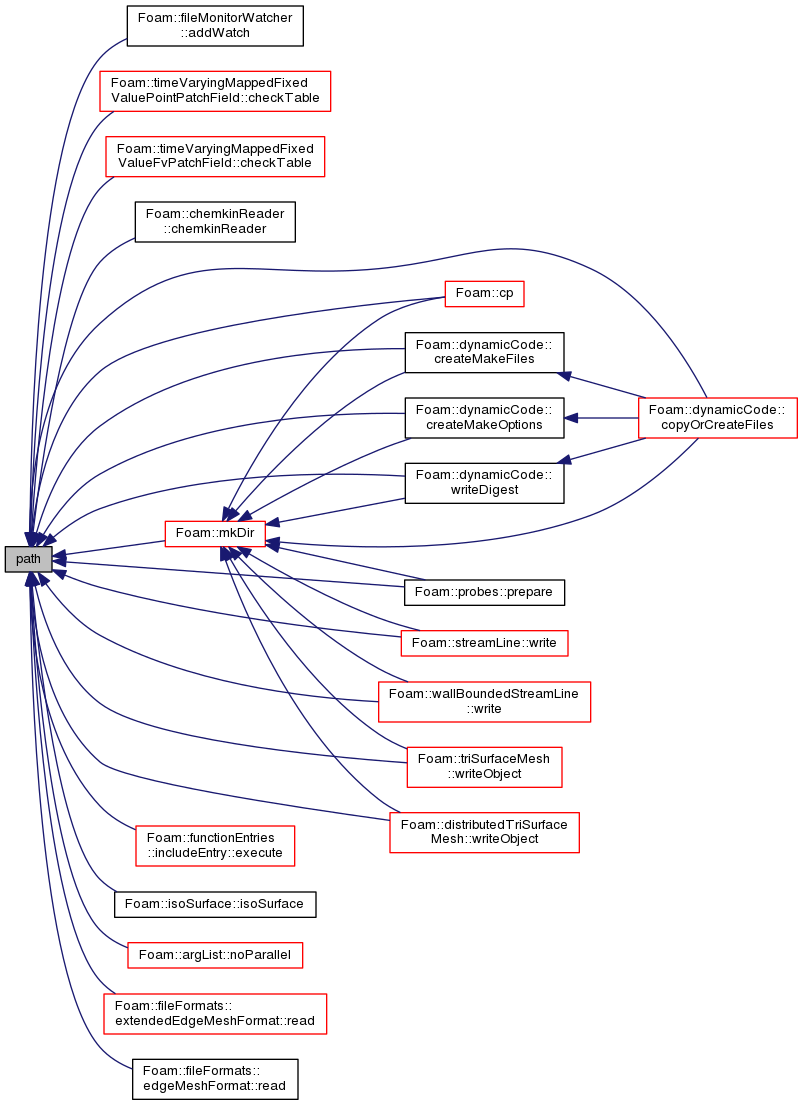 Foam::fileMonitorWatcher
::addWatch
Foam::timeVaryingMappedFixed
ValuePointPatchField::checkTable
Foam::timeVaryingMappedFixed
ValueFvPatchField::checkTable
Foam::chemkinReader
::chemkinReader
Foam::cp
Foam::dynamicCode::
createMakeFiles
Foam::dynamicCode::
createMakeOptions
Foam::dynamicCode::
copyOrCreateFiles
Foam::dynamicCode::
writeDigest
Foam::mkDir
path
Foam::probes::prepare
Foam::streamLine::write
Foam::wallBoundedStreamLine
::write
Foam::triSurfaceMesh
::writeObject
Foam::distributedTriSurface
Mesh::writeObject
Foam::functionEntries
::includeEntry::execute
Foam::isoSurface::isoSurface
Foam::argList::noParallel
Foam::fileFormats::
extendedEdgeMeshFormat::read
Foam::fileFormats::
edgeMeshFormat::read